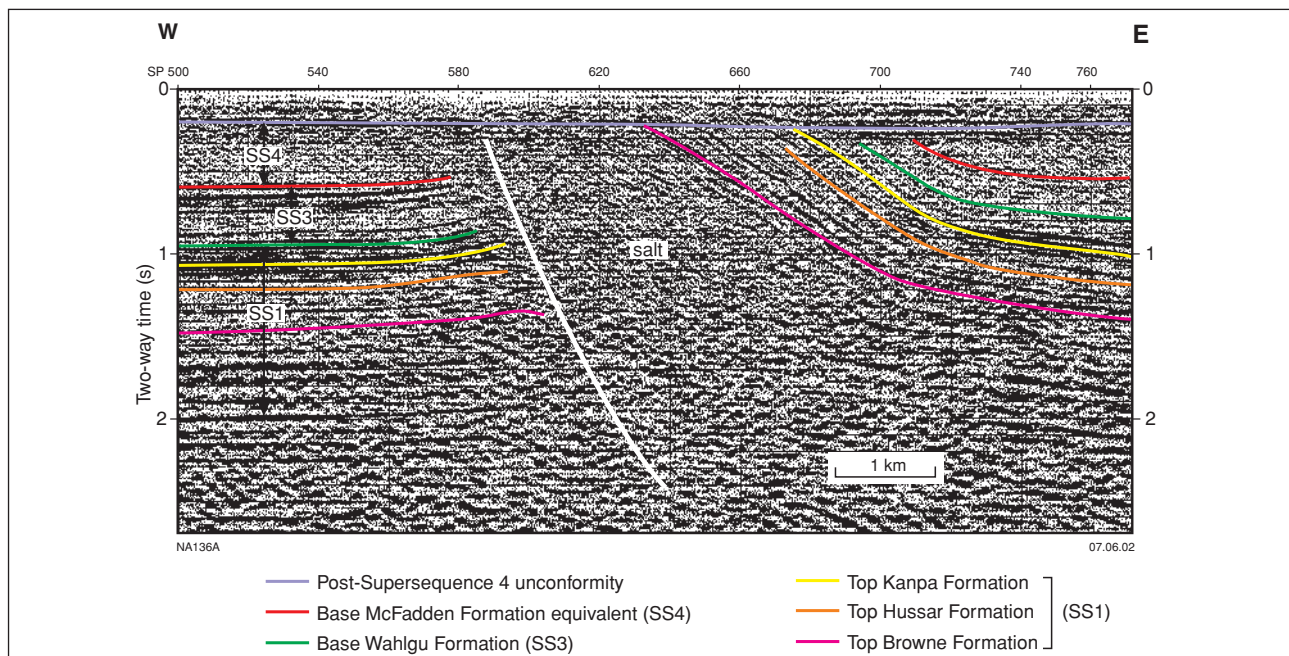 W E
SP 500 540 580 620 660 700 740 760
0 0
SS4
SS3
salt
1 1
SS1
Two-way time (s)
2 2
1 km
NA136A 07.06.02
Post-Supersequence 4 unconformity
Base McFadden Formation equivalent (SS4)
Base Wahlgu Formation (SS3)
Top Kanpa Formation
Top Hussar Formation (SS1)
Top Browne Formation